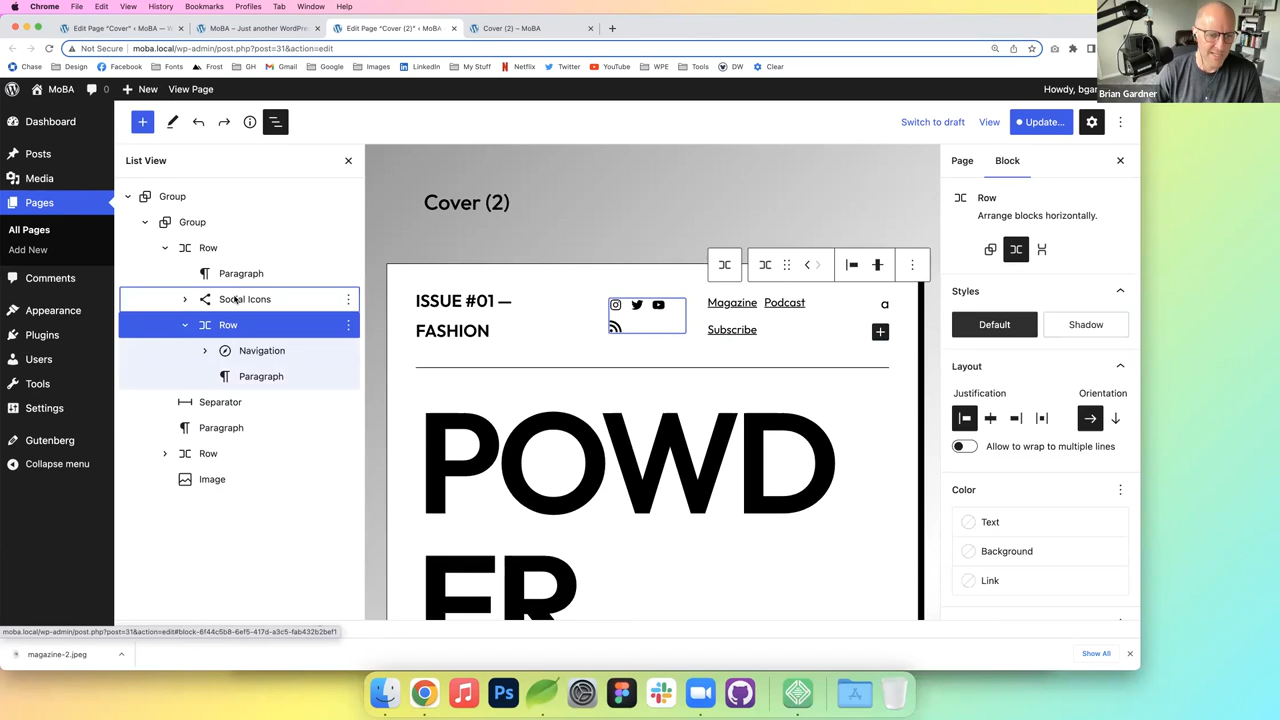 Chrome File Edit View History Bookmarks Profiles Tab Window Help
Edit Page “Cover” ‹ MoBA — W
MoBA – Just another WordPress
Edit Page “Cover (2)” ‹ MoBA
Cover (2) – MoBA
Not Secure moba.local/wp-admin/post.php?post=31&action=edit
Chase Design Facebook Fonts GH Gmail Google Images LinkedIn My Stuff Netflix Twitter YouTube WPE Tools DW Clear
Brian Gardner
MoBA 0 New View Page Howdy, bgar
Dashboard
Posts
Media
Pages
All Pages
Add New
Comments
Appearance
Plugins
Users
Tools
Settings
Gutenberg
Collapse menu
Switch to draft View Update...
List View
Group
Group
Row
Paragraph
Social Icons
Row
Navigation
Paragraph
Separator
Paragraph
Row
Image
Cover (2)
ISSUE #01 —
FASHION
Magazine Podcast
Subscribe
a
POWD
ER
Page Block
Row
Arrange blocks horizontally.
Styles
Default Shadow
Layout
Justification Orientation
Allow to wrap to multiple lines
Color
Text
Background
Link
moba.local/wp-admin/post.php?post=31&action=edit#block-6f44c5b8-6ef5-417d-a3c5-fab432b2bef1
magazine-2.jpeg
Show All
Ps